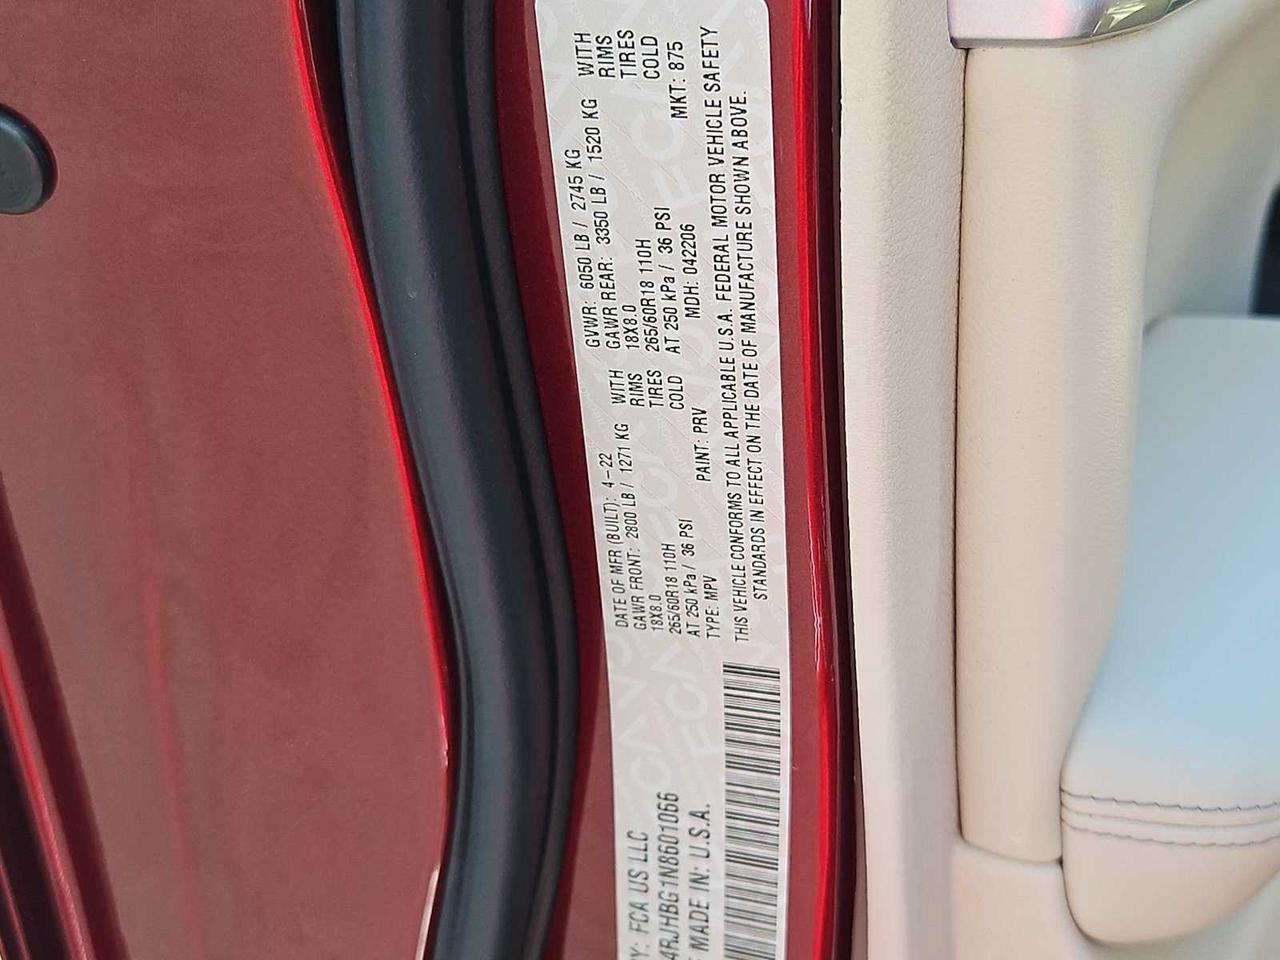 Y: FCA US LLC
4RJHBG1N8601066
MADE IN: U.S.A.
DATE OF MFR (BUILT): 4-22
GAWR FRONT: 2800 LB / 1271 KG WITH
18X8.0 RIMS
265/60R18 110H TIRES
AT 250 kPa / 36 PSI COLD
TYPE: MPV PAINT: PRV
GVWR: 6050 LB / 2745 KG
GAWR REAR: 3350 LB / 1520 KG WITH
18X8.0 RIMS
265/60R18 110H TIRES
AT 250 kPa / 36 PSI COLD
MDH: 042206 MKT: 875
THIS VEHICLE CONFORMS TO ALL APPLICABLE U.S.A. FEDERAL MOTOR VEHICLE SAFETY
STANDARDS IN EFFECT ON THE DATE OF MANUFACTURE SHOWN ABOVE.